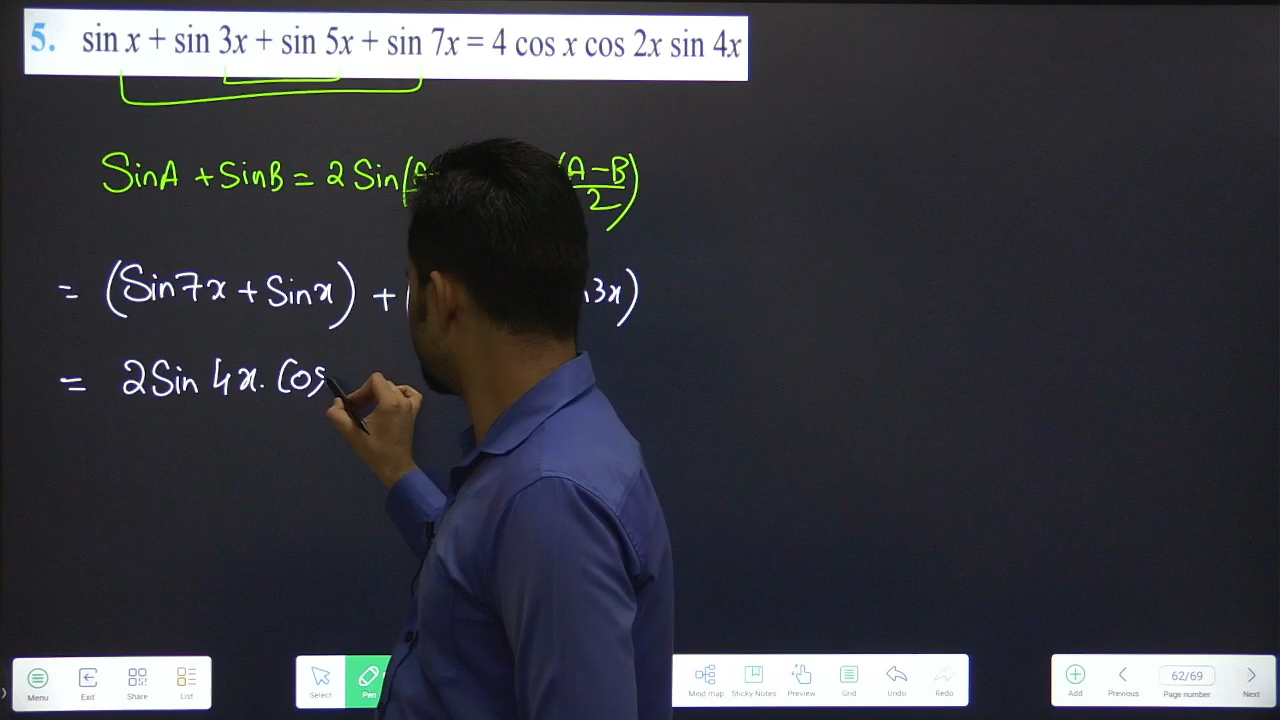 5. sin x + sin 3x + sin 5x + sin 7x = 4 cos x cos 2x sin 4x
SinA + SinB = 2 Sin( (A-B)/2 )
= (Sin7x + Sinx) + ( 3x)
= 2Sin 4x. Cos
Menu Exit Share List Select Pen Mind map Sticky Notes Preview Grid Undo Redo Add Previous 62/69 Page number Next